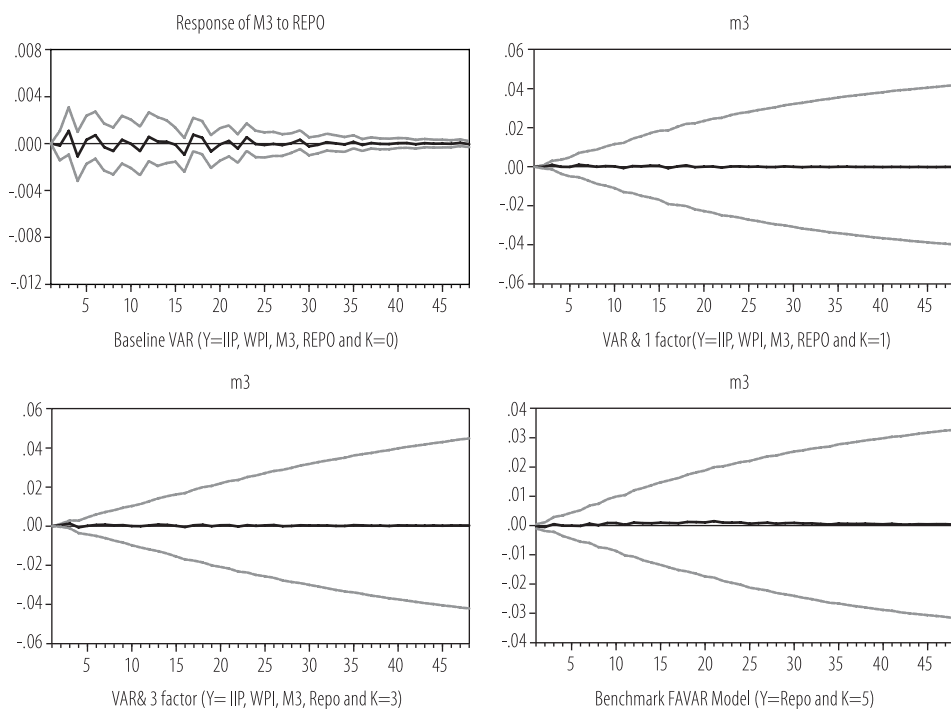 Response of M3 to REPO
.008
.004
.000
-.004
-.008
-.012
5 10 15 20 25 30 35 40 45
Baseline VAR (Y=IIP, WPI, M3, REPO and K=0)
m3
.06
.04
.02
.00
-.02
-.04
-.06
5 10 15 20 25 30 35 40 45
VAR & 1 factor(Y=IIP, WPI, M3, REPO and K=1)
m3
.06
.04
.02
.00
-.02
-.04
-.06
5 10 15 20 25 30 35 40 45
VAR& 3 factor (Y= IIP, WPI, M3, Repo and K=3)
m3
.04
.03
.02
.01
.00
-.01
-.02
-.03
-.04
5 10 15 20 25 30 35 40 45
Benchmark FAVAR Model (Y=Repo and K=5)